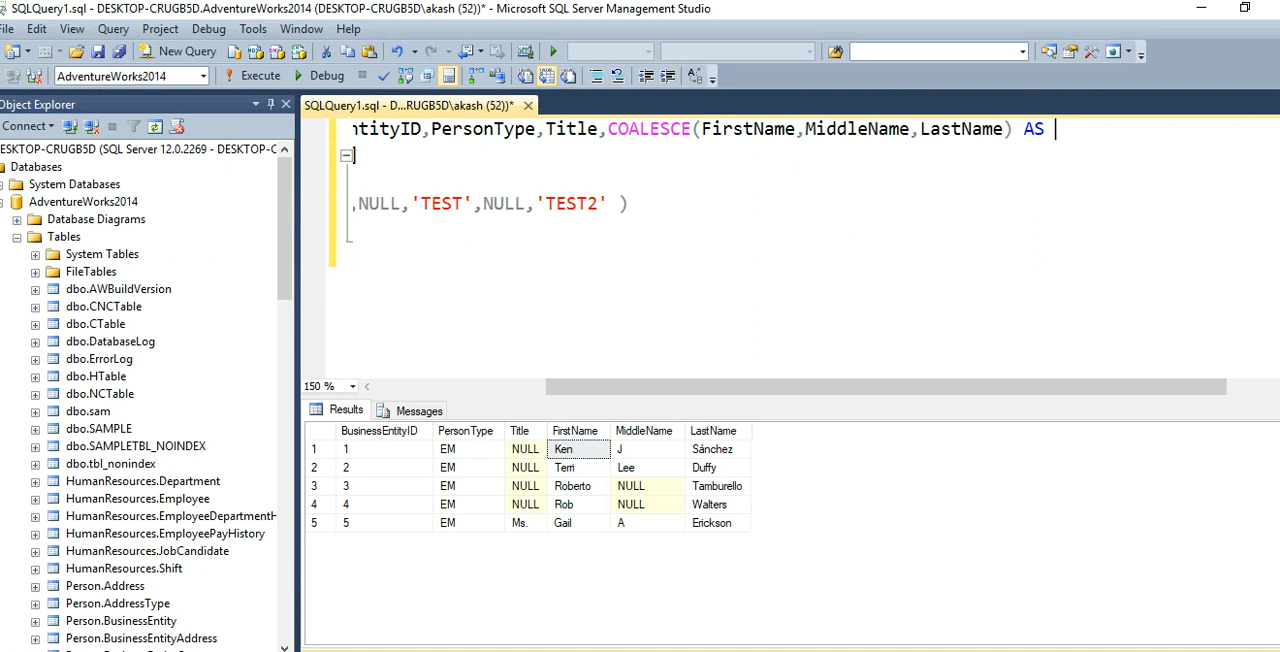 SQLQuery1.sql - DESKTOP-CRUGB5D.AdventureWorks2014 (DESKTOP-CRUGB5D\akash (52))* - Microsoft SQL Server Management Studio
File Edit View Query Project Debug Tools Window Help
New Query
AdventureWorks2014 Execute Debug
Object Explorer
Connect
ESKTOP-CRUGB5D (SQL Server 12.0.2269 - DESKTOP-C
Databases
System Databases
AdventureWorks2014
Database Diagrams
Tables
System Tables
FileTables
dbo.AWBuildVersion
dbo.CNCTable
dbo.CTable
dbo.DatabaseLog
dbo.ErrorLog
dbo.HTable
dbo.NCTable
dbo.sam
dbo.SAMPLE
dbo.SAMPLETBL_NOINDEX
dbo.tbl_nonindex
HumanResources.Department
HumanResources.Employee
HumanResources.EmployeeDepartmentH
HumanResources.EmployeePayHistory
HumanResources.JobCandidate
HumanResources.Shift
Person.Address
Person.AddressType
Person.BusinessEntity
Person.BusinessEntityAddress
SQLQuery1.sql - D...RUGB5D\akash (52))*
ntityID,PersonType,Title,COALESCE(FirstName,MiddleName,LastName) AS
]
,NULL,'TEST',NULL,'TEST2' )
150 %
Results Messages
BusinessEntityID PersonType Title FirstName MiddleName LastName
1 1 EM NULL Ken J Sánchez
2 2 EM NULL Terri Lee Duffy
3 3 EM NULL Roberto NULL Tamburello
4 4 EM NULL Rob NULL Walters
5 5 EM Ms. Gail A Erickson